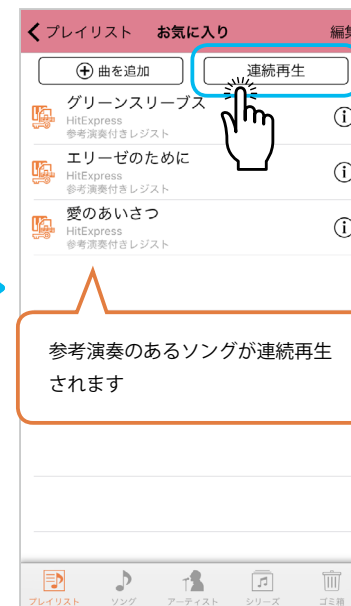 プレイリスト お気に入り 編集
曲を追加 連続再生
グリーンスリーブス
HitExpress
参考演奏付きレジスト
エリーゼのために
HitExpress
参考演奏付きレジスト
愛のあいさつ
HitExpress
参考演奏付きレジスト
参考演奏のあるソングが連続再生
されます
プレイリスト ソング アーティスト シリーズ ゴミ箱